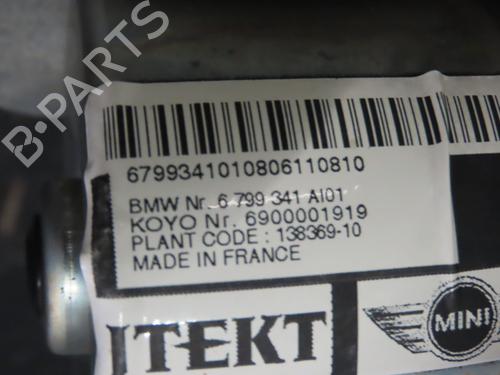 B-PARTS
6799341010806110810
BMW Nr. 6 799 341 AI01
KOYO Nr. 6900001919
PLANT CODE : 138369-10
MADE IN FRANCE
JTEKT
MINI